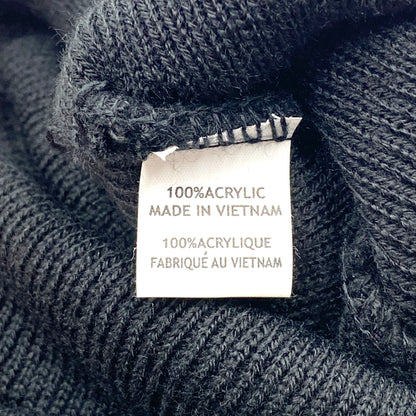 100%ACRYLIC
MADE IN VIETNAM
100%ACRYLIQUE
FABRIQUÉ AU VIETNAM